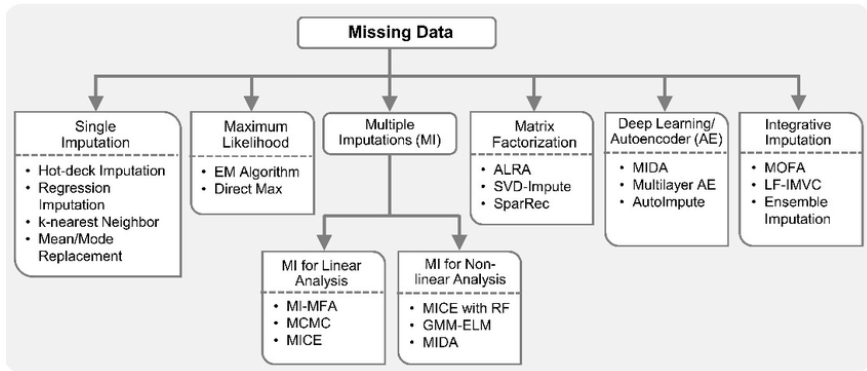 Missing Data
Single
Imputation
• Hot-deck Imputation
• Regression
Imputation
• k-nearest Neighbor
• Mean/Mode
Replacement
Maximum
Likelihood
• EM Algorithm
• Direct Max
Multiple
Imputations (MI)
MI for Linear
Analysis
• MI-MFA
• MCMC
• MICE
MI for Non-
linear Analysis
• MICE with RF
• GMM-ELM
• MIDA
Matrix
Factorization
• ALRA
• SVD-Impute
• SparRec
Deep Learning/
Autoencoder (AE)
• MIDA
• Multilayer AE
• AutoImpute
Integrative
Imputation
• MOFA
• LF-IMVC
• Ensemble
Imputation